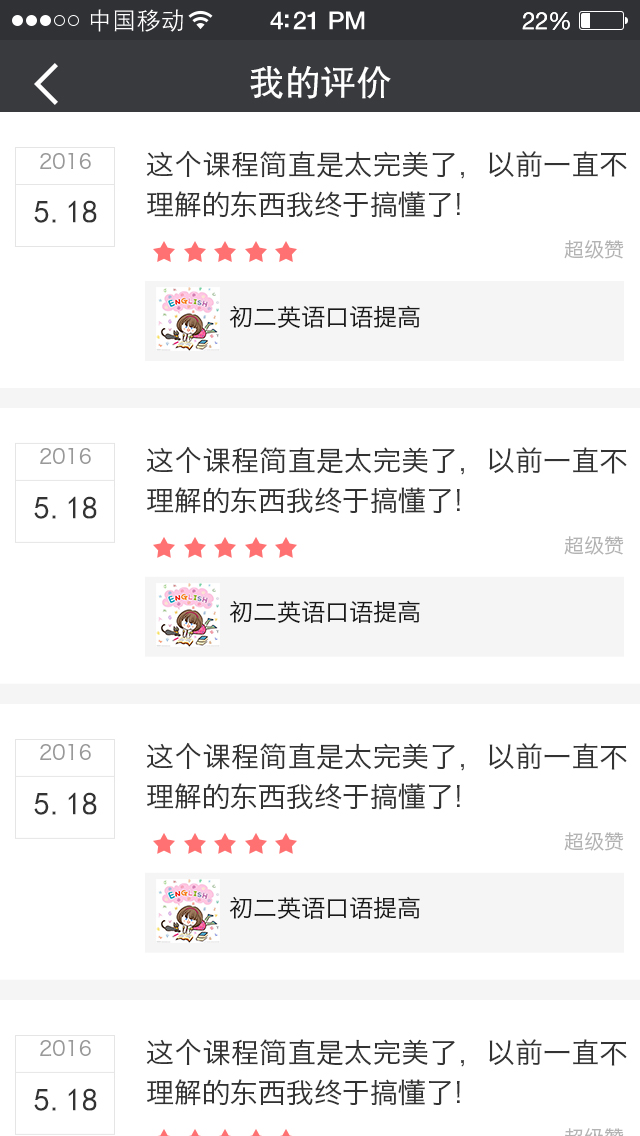 中国移动 4:21 PM 22%
我的评价
2016
5.18
这个课程简直是太完美了，以前一直不
理解的东西我终于搞懂了!
超级赞
ENGLISH
初二英语口语提高
2016
5.18
这个课程简直是太完美了，以前一直不
理解的东西我终于搞懂了!
超级赞
ENGLISH
初二英语口语提高
2016
5.18
这个课程简直是太完美了，以前一直不
理解的东西我终于搞懂了!
超级赞
ENGLISH
初二英语口语提高
2016
5.18
这个课程简直是太完美了，以前一直不
理解的东西我终于搞懂了!